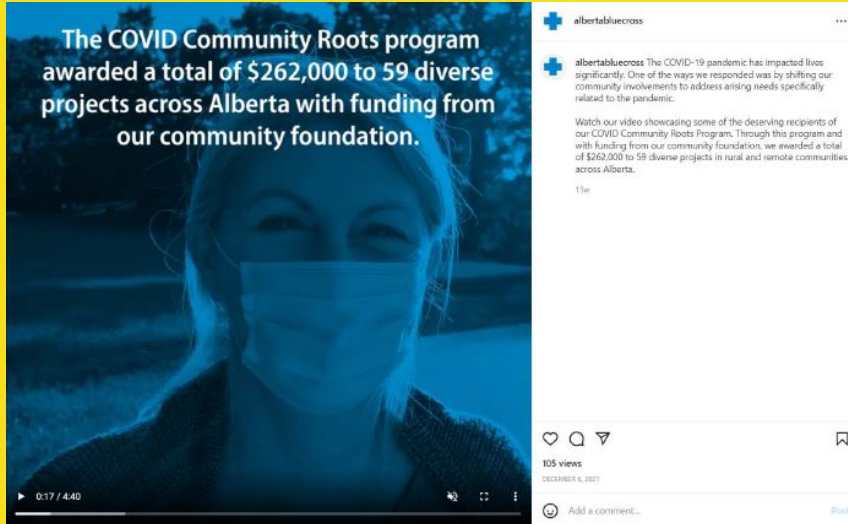 The COVID Community Roots program
awarded a total of $262,000 to 59 diverse
projects across Alberta with funding from
our community foundation.
0:17 / 4:40
albertabluecross
albertabluecross The COVID-19 pandemic has impacted lives
significantly. One of the ways we responded was by shifting our
community involvements to address arising needs specifically
related to the pandemic.
Watch our video showcasing some of the deserving recipients of
our COVID Community Roots Program. Through this program and
with funding from our community foundation, we awarded a total
of $262,000 to 59 diverse projects in rural and remote communities
across Alberta.
13w
105 views
DECEMBER 6, 2021
Add a comment...
Post